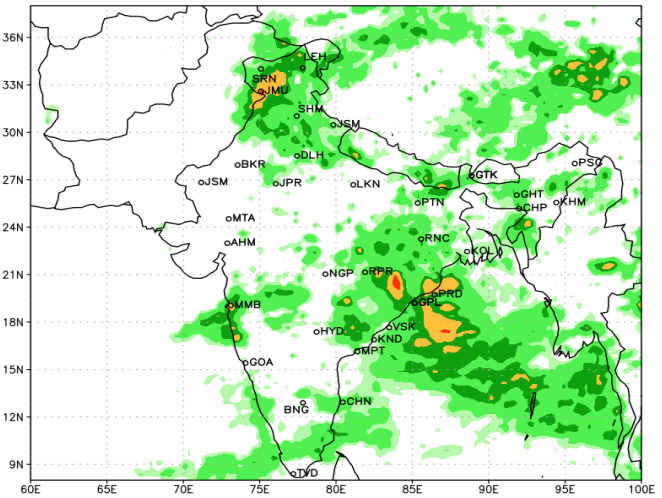 36N
LEH
33N
SRN
JMU
SHM
30N
JSM
DLH
BKR
PSG
27N
JSM
JPR
LKN
GTK
PTN
GHT
CHP
KHM
24N
MTA
AHM
RNC
KOL
21N
NGP
RPR
MMB
GPL
PRD
18N
HYD
VSK
KND
MPT
15N
GOA
12N
BNG
CHN
9N
TVD
60E 65E 70E 75E 80E 85E 90E 95E 100E